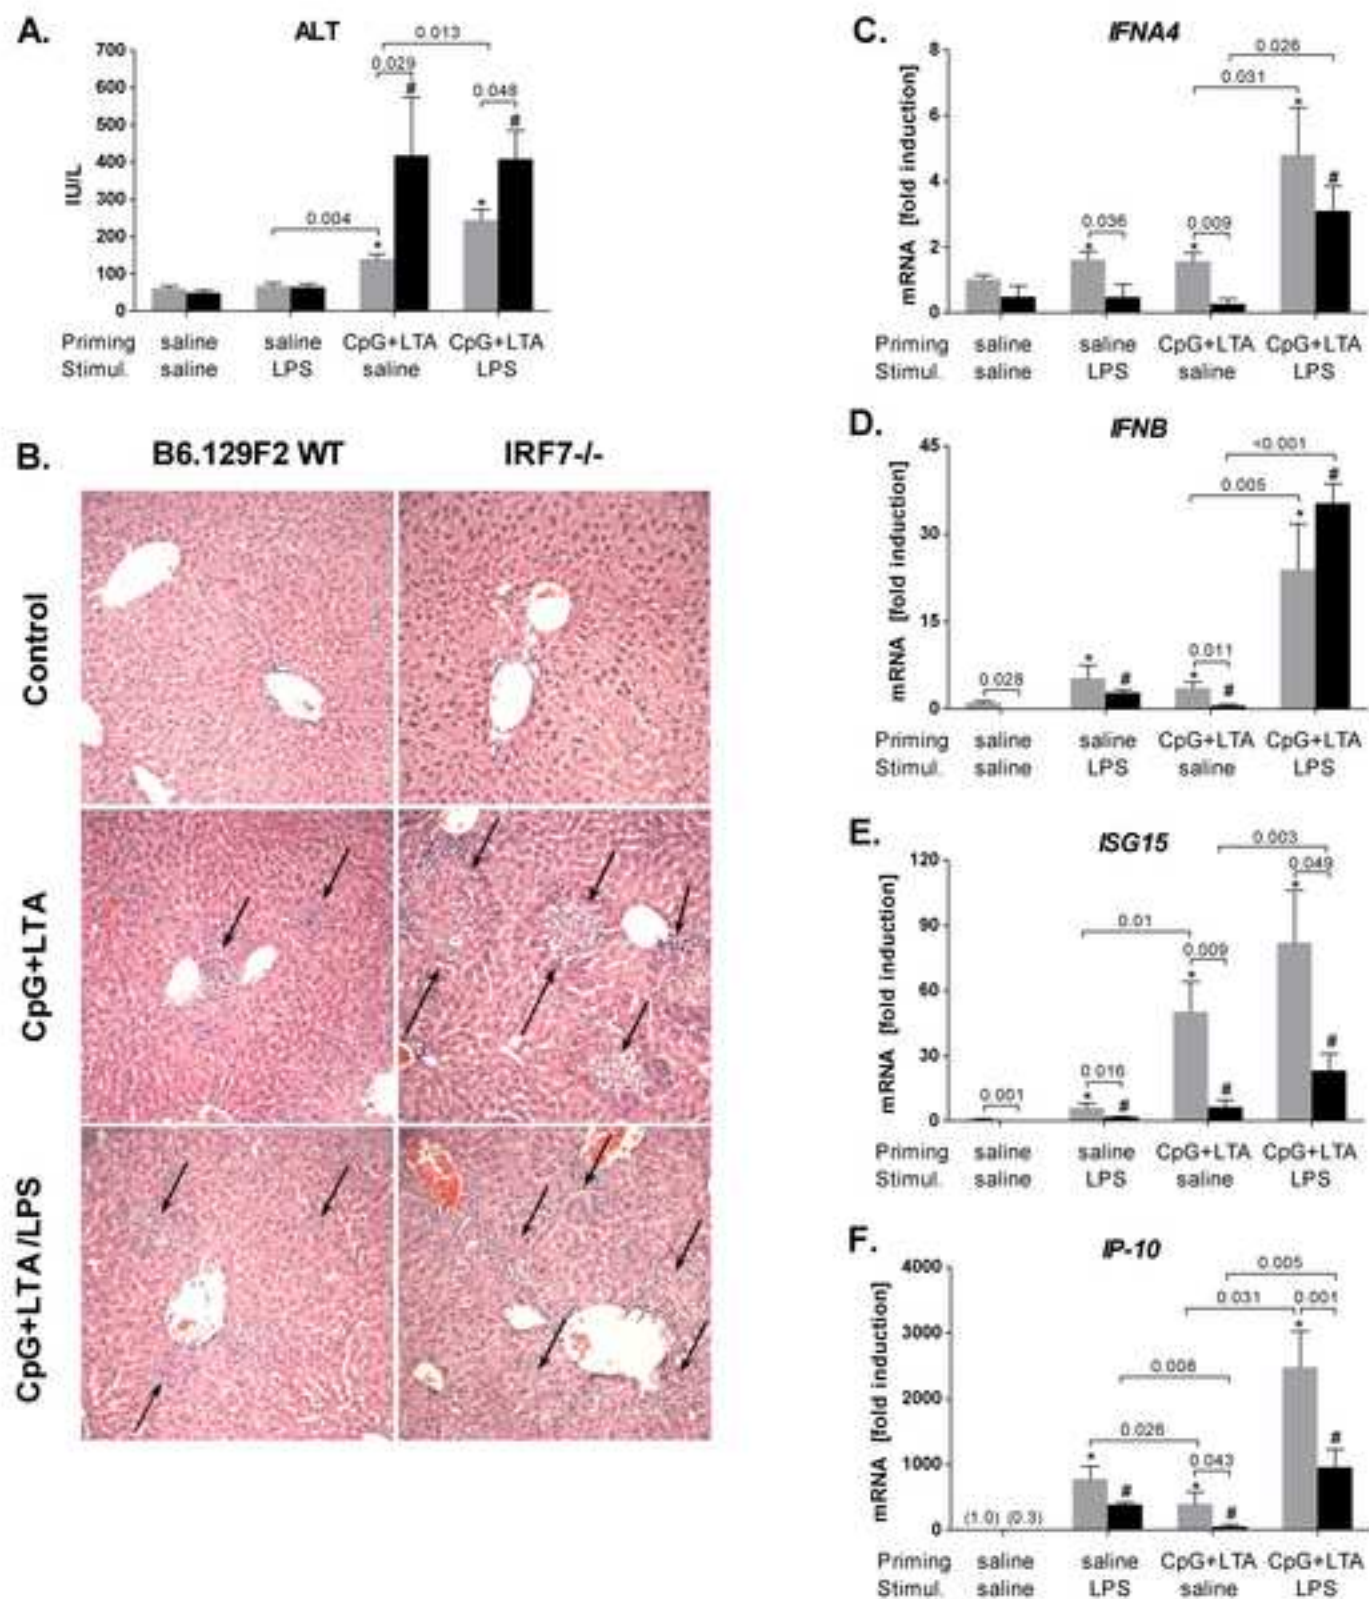 A.
ALT
700
600
500
400
300
200
100
0
IU/L
0.013
0.029
#
0.048
#
0.004
*
*
Priming saline saline CpG+LTA CpG+LTA
Stimul. saline LPS saline LPS
B.
B6.129F2 WT IRF7-/-
Control
CpG+LTA
CpG+LTA/LPS
C.
IFNA4
8
6
4
2
0
mRNA [fold induction]
0.026
0.031
*
#
0.036
0.009
* *
Priming saline saline CpG+LTA CpG+LTA
Stimul. saline LPS saline LPS
D.
IFNB
45
30
15
0
mRNA [fold induction]
<0.001
#
0.005
*
0.011
0.028
* # * #
Priming saline saline CpG+LTA CpG+LTA
Stimul. saline LPS saline LPS
E.
ISG15
120
90
60
30
0
mRNA [fold induction]
0.003
0.049
*
0.01
0.009
*
#
0.016
0.001
* # #
Priming saline saline CpG+LTA CpG+LTA
Stimul. saline LPS saline LPS
F.
IP-10
4000
3000
2000
1000
0
mRNA [fold induction]
0.005
0.031 0.001
*
0.008
0.026
#
0.043
* # * #
(1.0) (0.3)
Priming saline saline CpG+LTA CpG+LTA
Stimul. saline LPS saline LPS